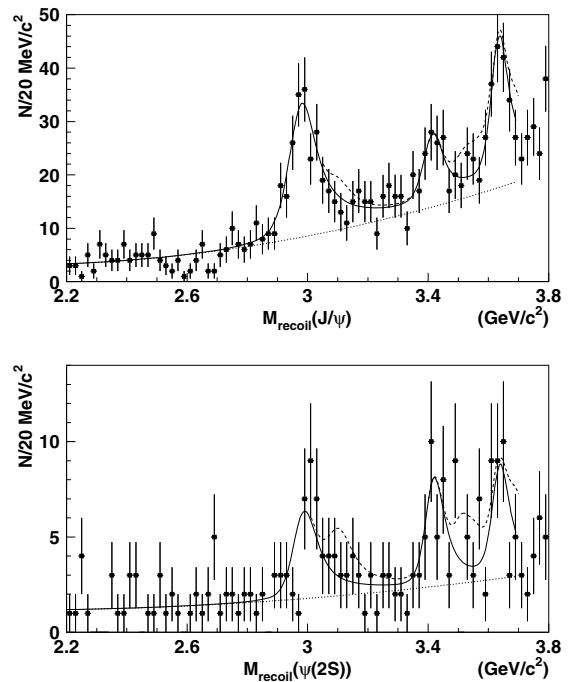 N/20 MeV/c²
50
40
30
20
10
0
2.2 2.6 3 3.4 3.8
M_recoil(J/ψ) (GeV/c²)
N/20 MeV/c²
10
5
0
2.2 2.6 3 3.4 3.8
M_recoil(ψ(2S)) (GeV/c²)